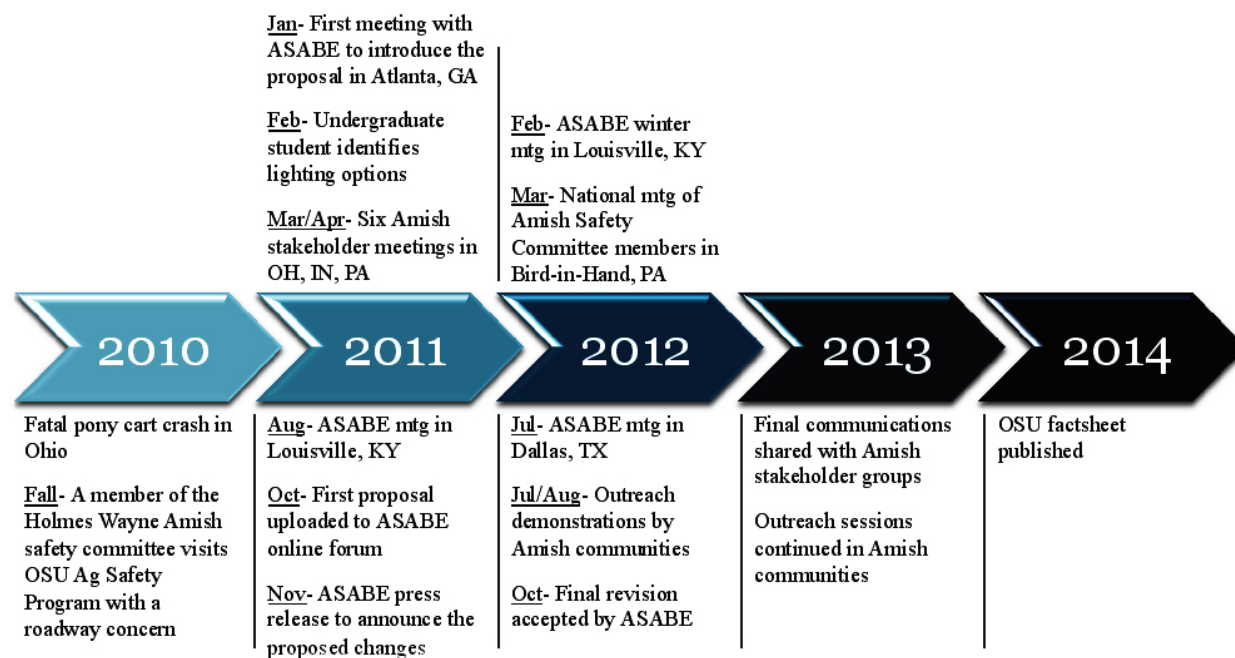 Jan- First meeting with
ASABE to introduce the
proposal in Atlanta, GA
Feb- Undergraduate
student identifies
lighting options
Mar/Apr- Six Amish
stakeholder meetings in
OH, IN, PA
Feb- ASABE winter
mtg in Louisville, KY
Mar- National mtg of
Amish Safety
Committee members in
Bird-in-Hand, PA
2010
2011
2012
2013
2014
Fatal pony cart crash in
Ohio
Fall- A member of the
Holmes Wayne Amish
safety committee visits
OSU Ag Safety
Program with a
roadway concern
Aug- ASABE mtg in
Louisville, KY
Oct- First proposal
uploaded to ASABE
online forum
Nov- ASABE press
release to announce the
proposed changes
Jul- ASABE mtg in
Dallas, TX
Jul/Aug- Outreach
demonstrations by
Amish communities
Oct- Final revision
accepted by ASABE
Final communications
shared with Amish
stakeholder groups
Outreach sessions
continued in Amish
communities
OSU factsheet
published